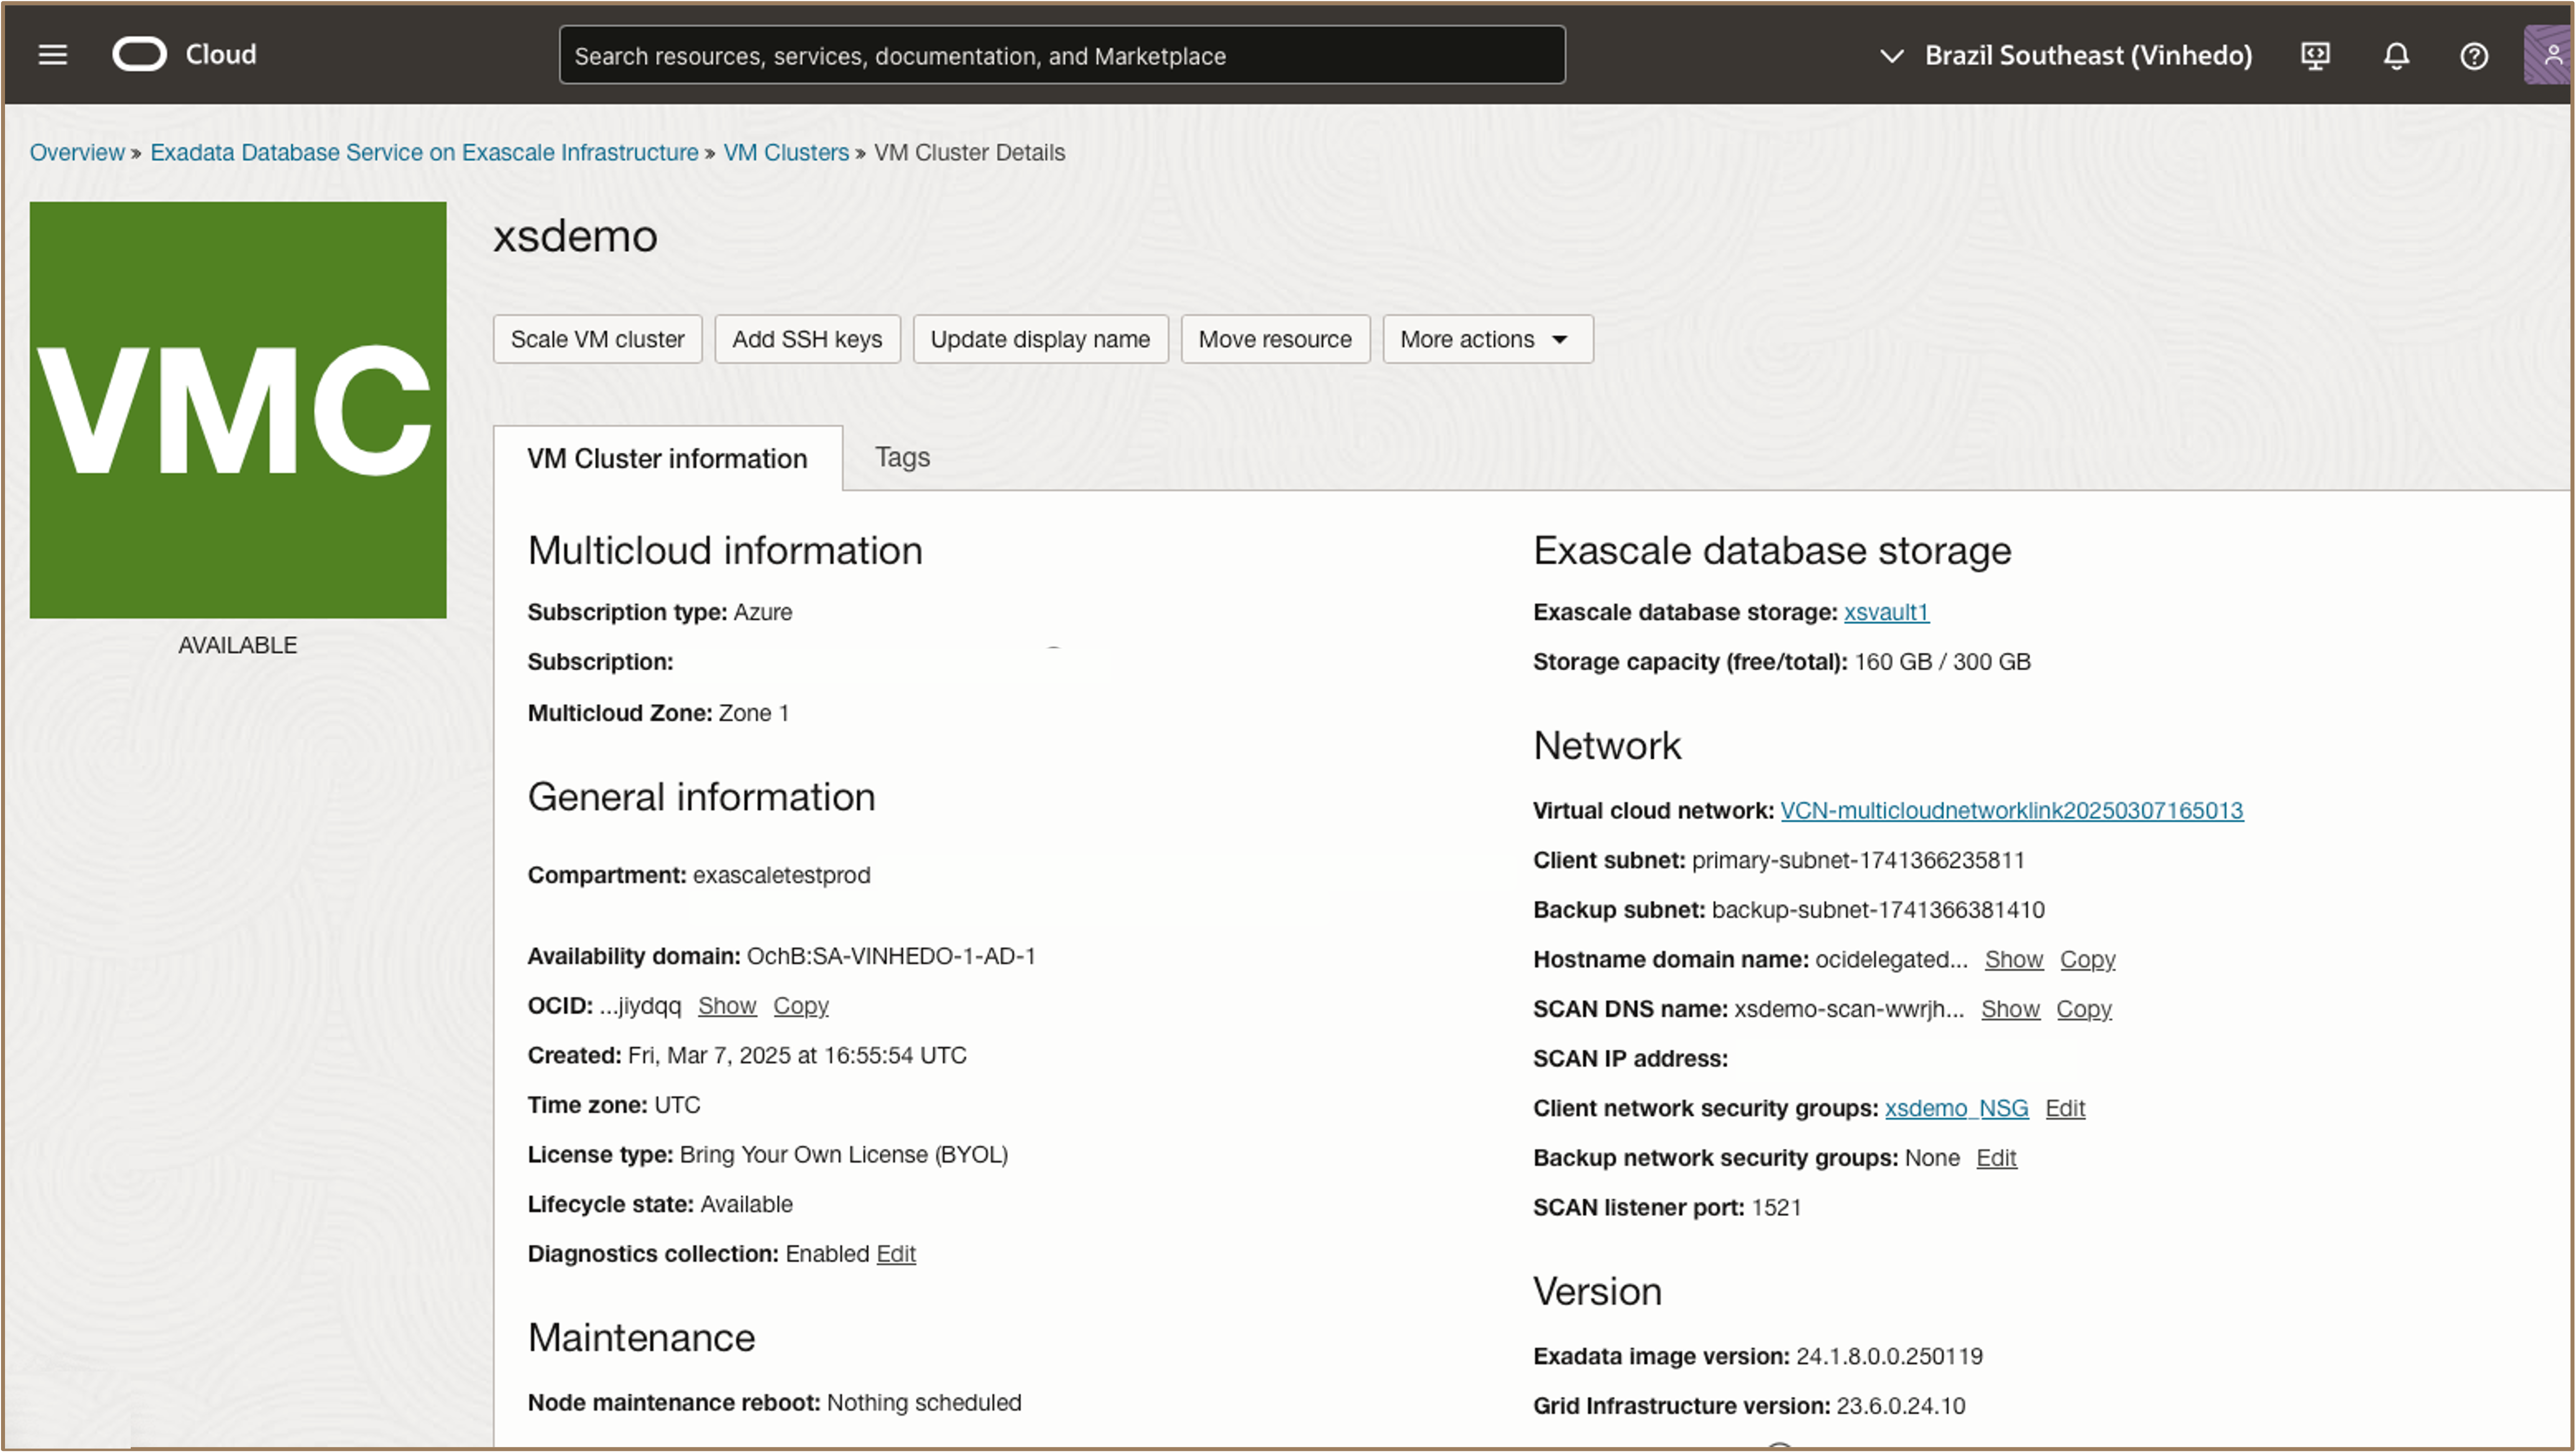 Cloud
Search resources, services, documentation, and Marketplace
Brazil Southeast (Vinhedo)
Overview » Exadata Database Service on Exascale Infrastructure » VM Clusters » VM Cluster Details
VMC
AVAILABLE
xsdemo
Scale VM cluster
Add SSH keys
Update display name
Move resource
More actions
VM Cluster information
Tags
Multicloud information
Subscription type: Azure
Subscription:
Multicloud Zone: Zone 1
General information
Compartment: exascaletestprod
Availability domain: OchB:SA-VINHEDO-1-AD-1
OCID: ...jiydqq Show Copy
Created: Fri, Mar 7, 2025 at 16:55:54 UTC
Time zone: UTC
License type: Bring Your Own License (BYOL)
Lifecycle state: Available
Diagnostics collection: Enabled Edit
Maintenance
Node maintenance reboot: Nothing scheduled
Exascale database storage
Exascale database storage: xsvault1
Storage capacity (free/total): 160 GB / 300 GB
Network
Virtual cloud network: VCN-multicloudnetworklink20250307165013
Client subnet: primary-subnet-1741366235811
Backup subnet: backup-subnet-1741366381410
Hostname domain name: ocidelegated... Show Copy
SCAN DNS name: xsdemo-scan-wwrjh... Show Copy
SCAN IP address:
Client network security groups: xsdemo_NSG Edit
Backup network security groups: None Edit
SCAN listener port: 1521
Version
Exadata image version: 24.1.8.0.0.250119
Grid Infrastructure version: 23.6.0.24.10